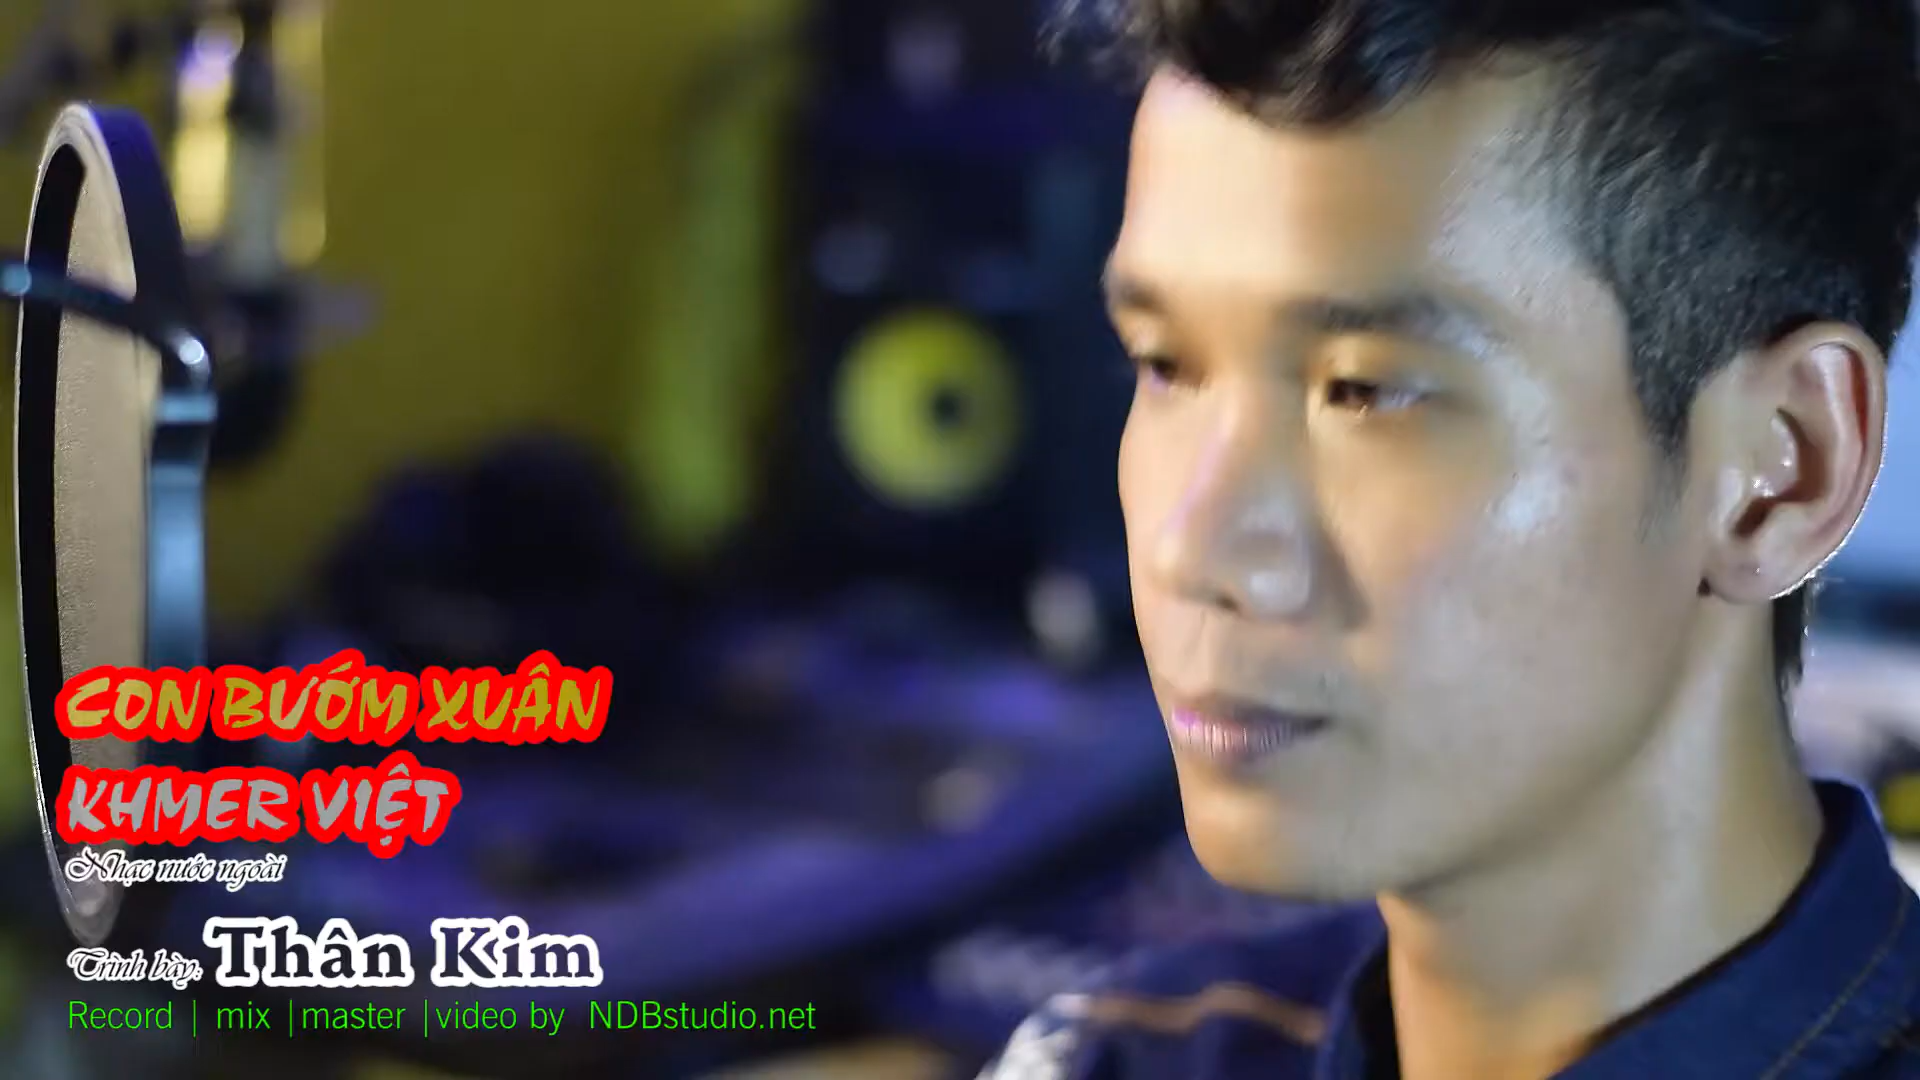 CON BƯỚM XUÂN
KHMER VIỆT
Nhạc nước ngoài
Trình bày: Thân Kim
Record | mix |master |video by NDBstudio.net